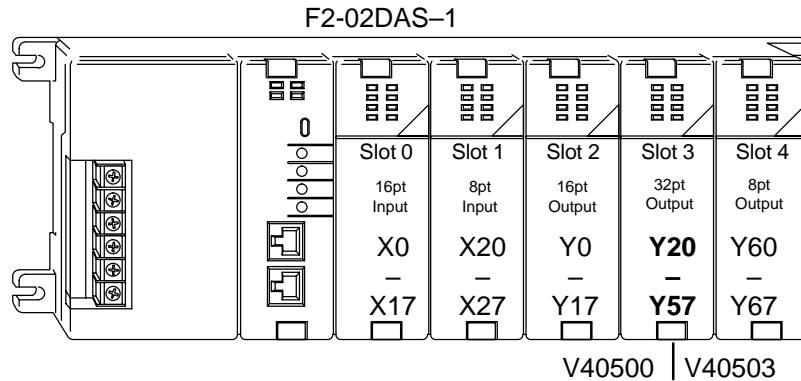 F2-02DAS–1
Slot 0 Slot 1 Slot 2 Slot 3 Slot 4
16pt 8pt 16pt 32pt 8pt
Input Input Output Output Output
X0 X20 Y0 Y20 Y60
– – – – –
X17 X27 Y17 Y57 Y67
V40500 V40503